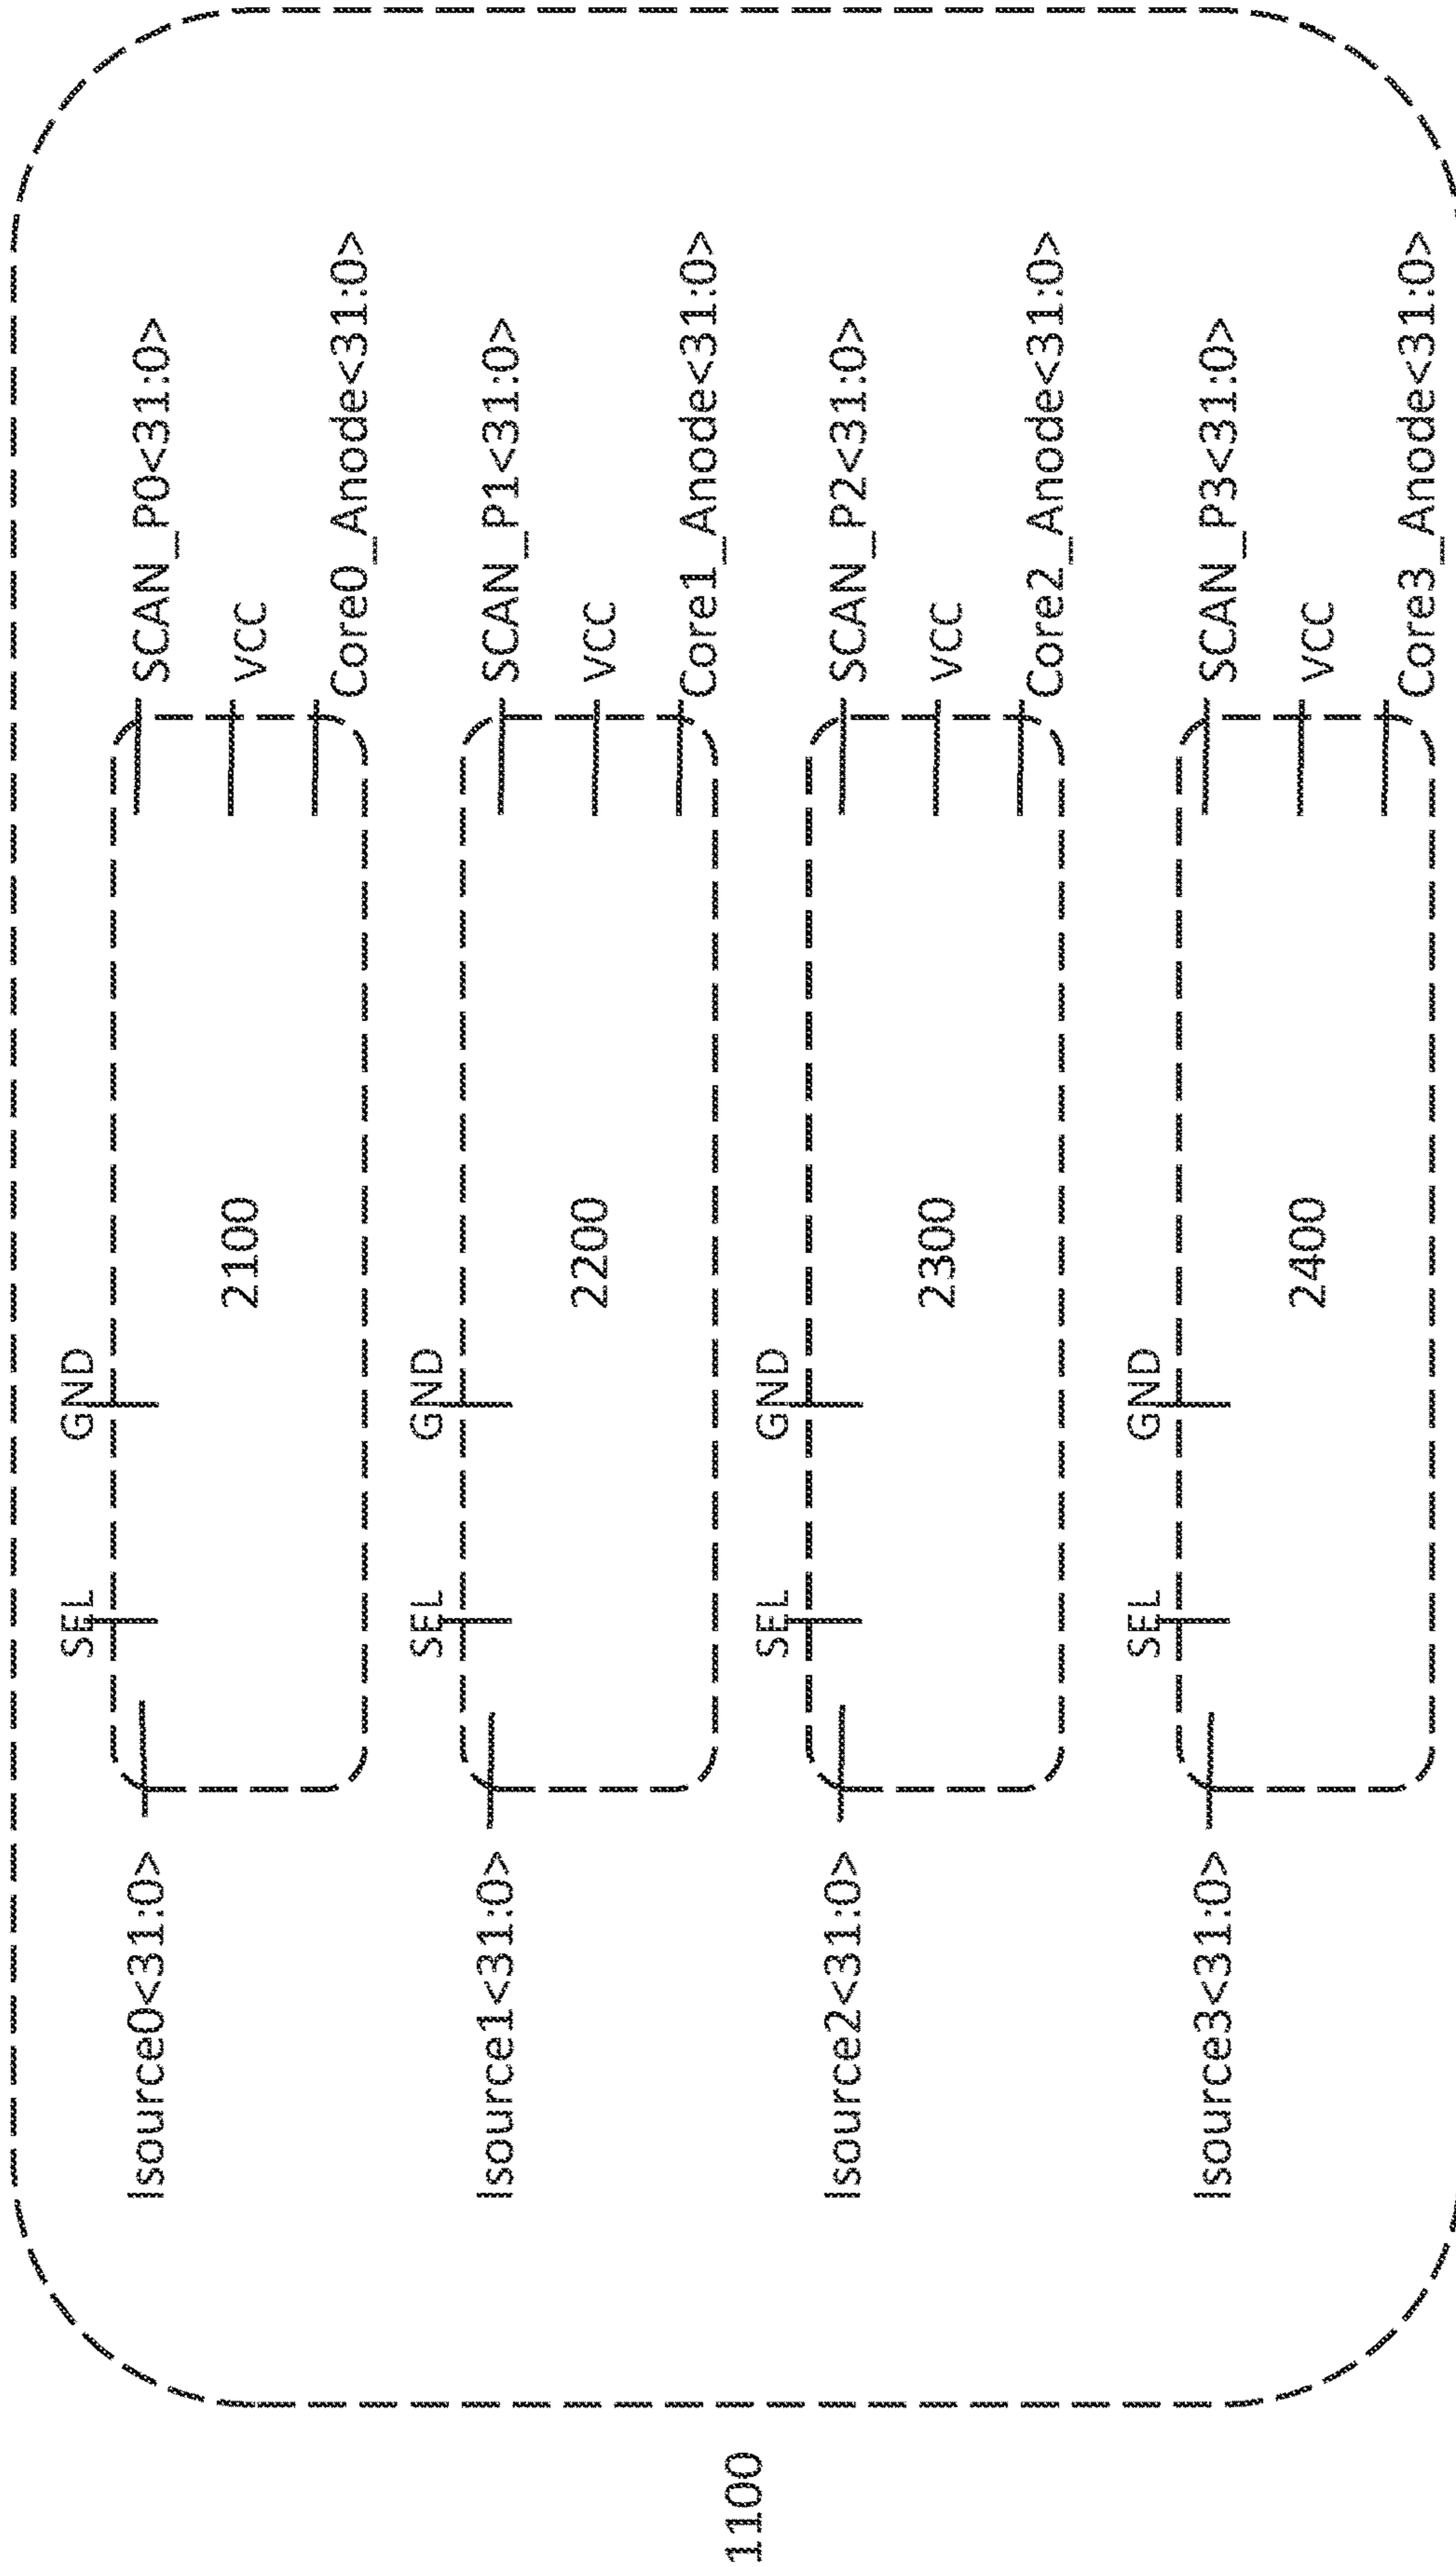 1100
SEL
GND
Isource0<31:0>
2100
SCAN_P0<31:0>
VCC
Core0_Anode<31:0>
SEL
GND
Isource1<31:0>
2200
SCAN_P1<31:0>
VCC
Core1_Anode<31:0>
SEL
GND
Isource2<31:0>
2300
SCAN_P2<31:0>
VCC
Core2_Anode<31:0>
SEL
GND
Isource3<31:0>
2400
SCAN_P3<31:0>
VCC
Core3_Anode<31:0>